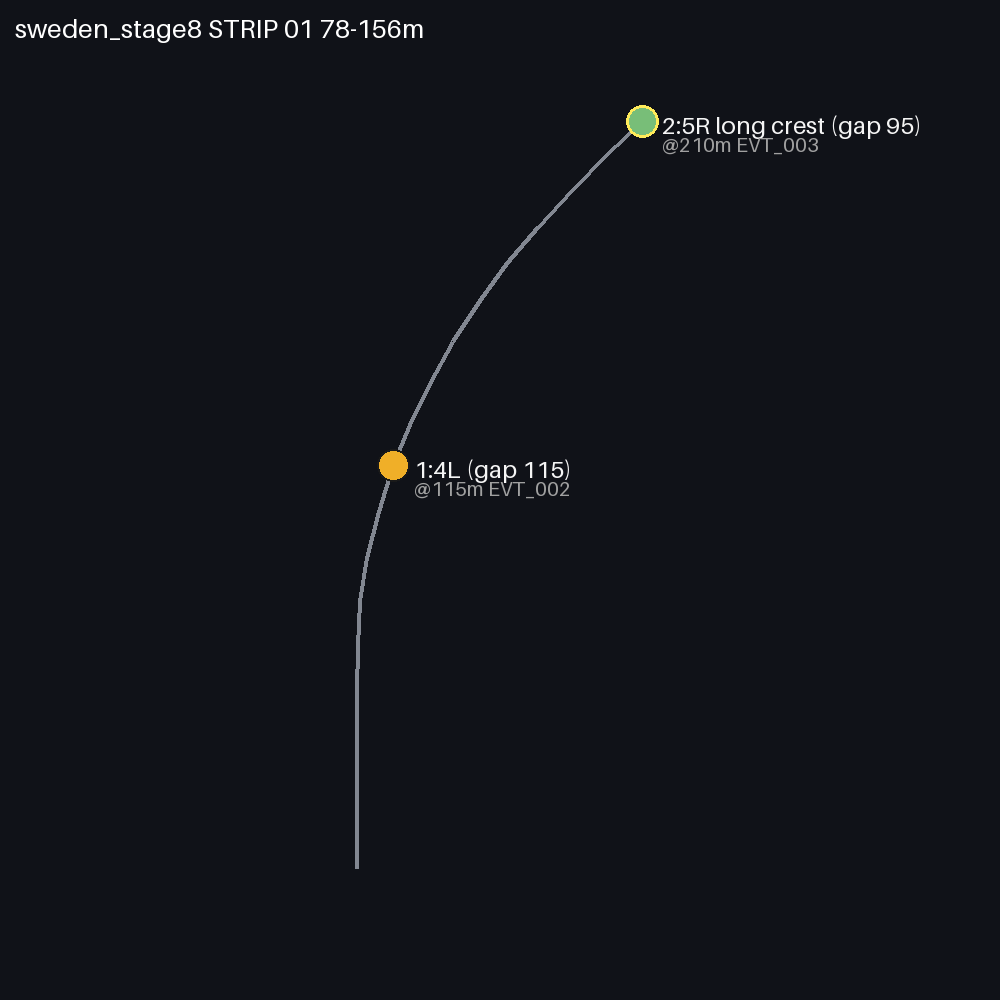 sweden_stage8 STRIP 01 78-156m
2:5R long crest (gap 95)
@210m EVT_003
1:4L (gap 115)
@115m EVT_002